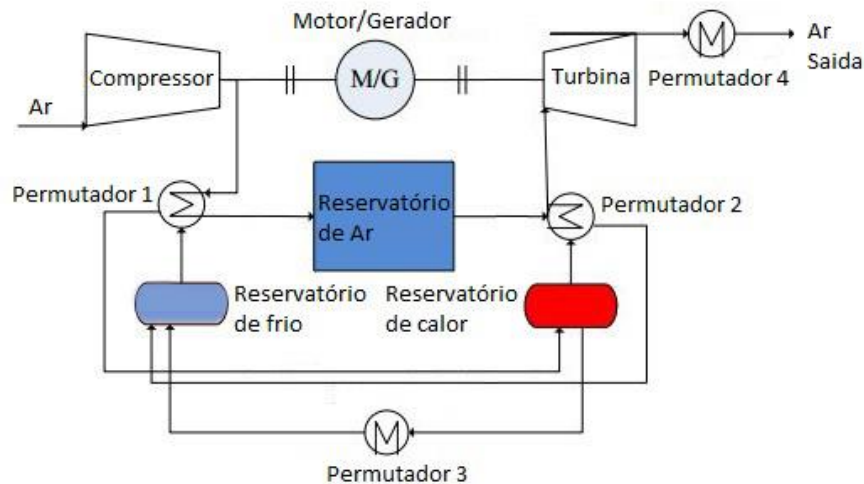 Motor/Gerador
Compressor
M/G
Turbina
Ar
Saida
Permutador 4
Ar
Permutador 1
Reservatório
de Ar
Permutador 2
Reservatório
de frio
Reservatório
de calor
Permutador 3